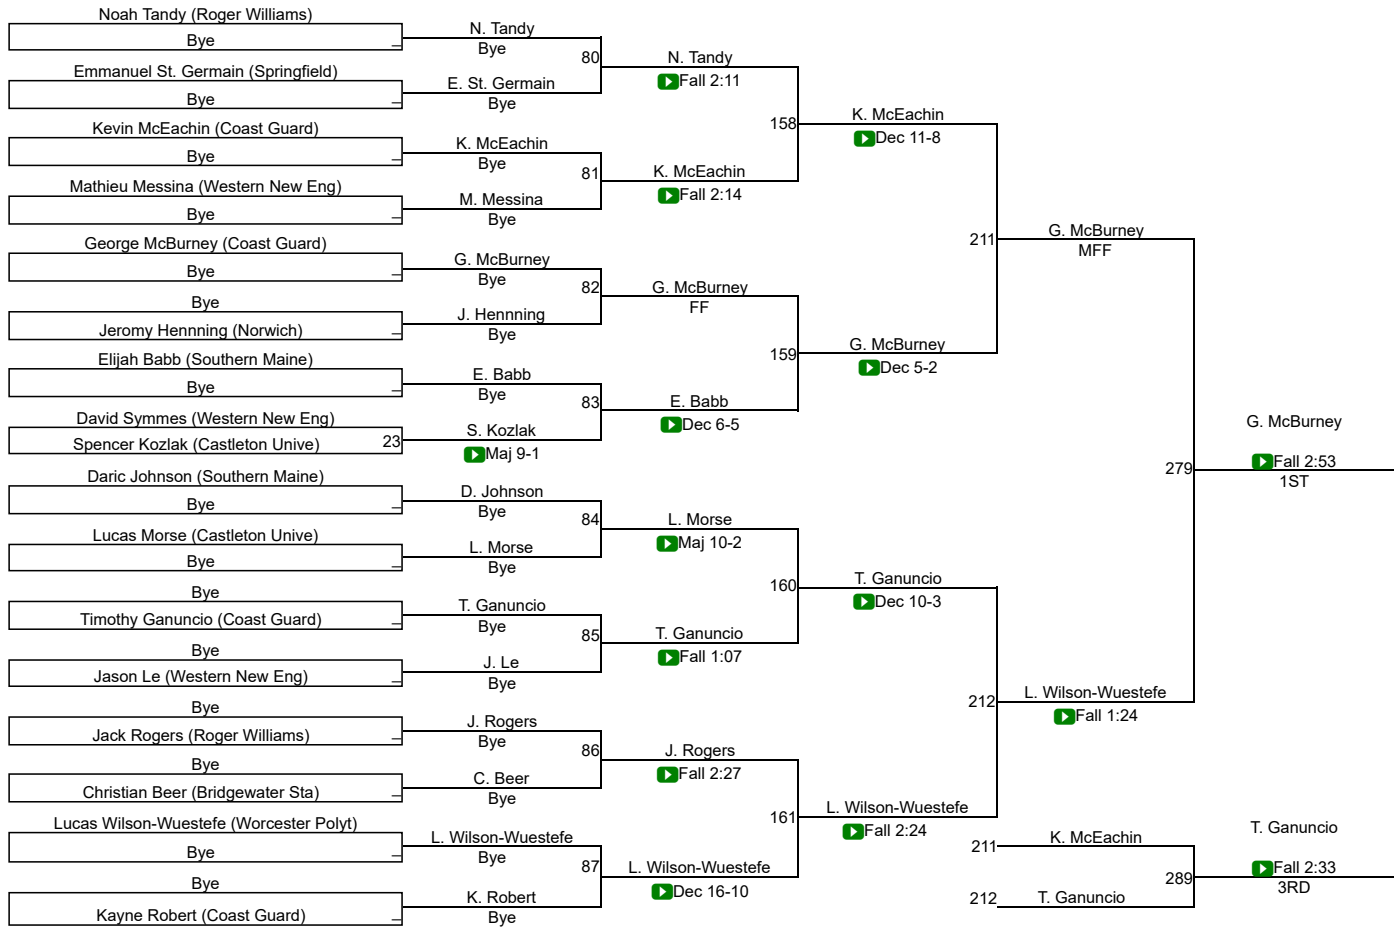 Noah Tandy (Roger Williams)
Bye
Emmanuel St. Germain (Springfield)
Bye
Kevin McEachin (Coast Guard)
Bye
Mathieu Messina (Western New Eng)
Bye
George McBurney (Coast Guard)
Bye
Bye
Jeromy Hennning (Norwich)
Elijah Babb (Southern Maine)
Bye
David Symmes (Western New Eng)
Spencer Kozlak (Castleton Unive) 23
Daric Johnson (Southern Maine)
Bye
Lucas Morse (Castleton Unive)
Bye
Bye
Timothy Ganuncio (Coast Guard)
Bye
Jason Le (Western New Eng)
Bye
Jack Rogers (Roger Williams)
Bye
Christian Beer (Bridgewater Sta)
Lucas Wilson-Wuestefe (Worcester Polyt)
Bye
Bye
Kayne Robert (Coast Guard)
N. Tandy
Bye
80
E. St. Germain
Bye
K. McEachin
Bye
81
M. Messina
Bye
G. McBurney
Bye
82
J. Hennning
Bye
E. Babb
Bye
83
S. Kozlak
Maj 9-1
D. Johnson
Bye
84
L. Morse
Bye
T. Ganuncio
Bye
85
J. Le
Bye
J. Rogers
Bye
86
C. Beer
Bye
L. Wilson-Wuestefe
Bye
87
K. Robert
Bye
N. Tandy
Fall 2:11
158
K. McEachin
Fall 2:14
G. McBurney
FF
159
E. Babb
Dec 6-5
L. Morse
Maj 10-2
160
T. Ganuncio
Fall 1:07
J. Rogers
Fall 2:27
161
L. Wilson-Wuestefe
Dec 16-10
K. McEachin
Dec 11-8
211
G. McBurney
Dec 5-2
T. Ganuncio
Dec 10-3
212
L. Wilson-Wuestefe
Fall 2:24
G. McBurney
MFF
279
L. Wilson-Wuestefe
Fall 1:24
G. McBurney
Fall 2:53
1ST
211 K. McEachin
289
212 T. Ganuncio
T. Ganuncio
Fall 2:33
3RD